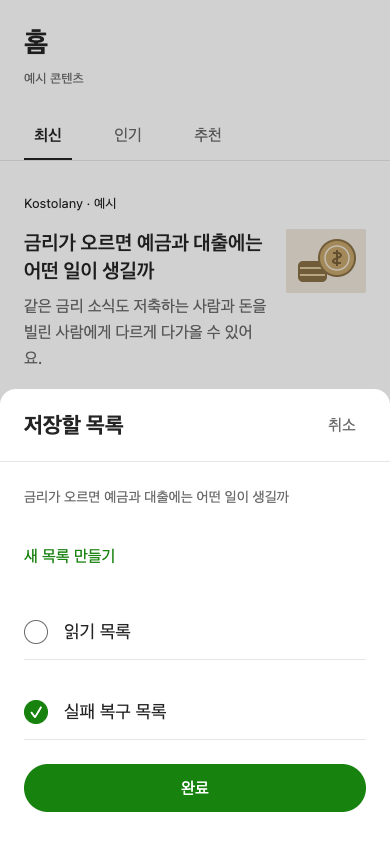 홈
예시 콘텐츠
최신 인기 추천
Kostolany · 예시
금리가 오르면 예금과 대출에는
어떤 일이 생길까
같은 금리 소식도 저축하는 사람과 돈을
빌린 사람에게 다르게 다가올 수 있어
요.
저장할 목록 취소
금리가 오르면 예금과 대출에는 어떤 일이 생길까
새 목록 만들기
읽기 목록
실패 복구 목록
완료